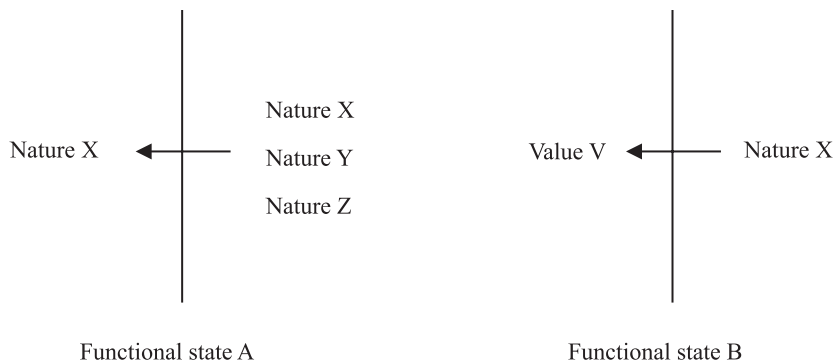 Nature X
Nature X
Nature Y
Nature Z
Functional state A
Value V
Nature X
Functional state B